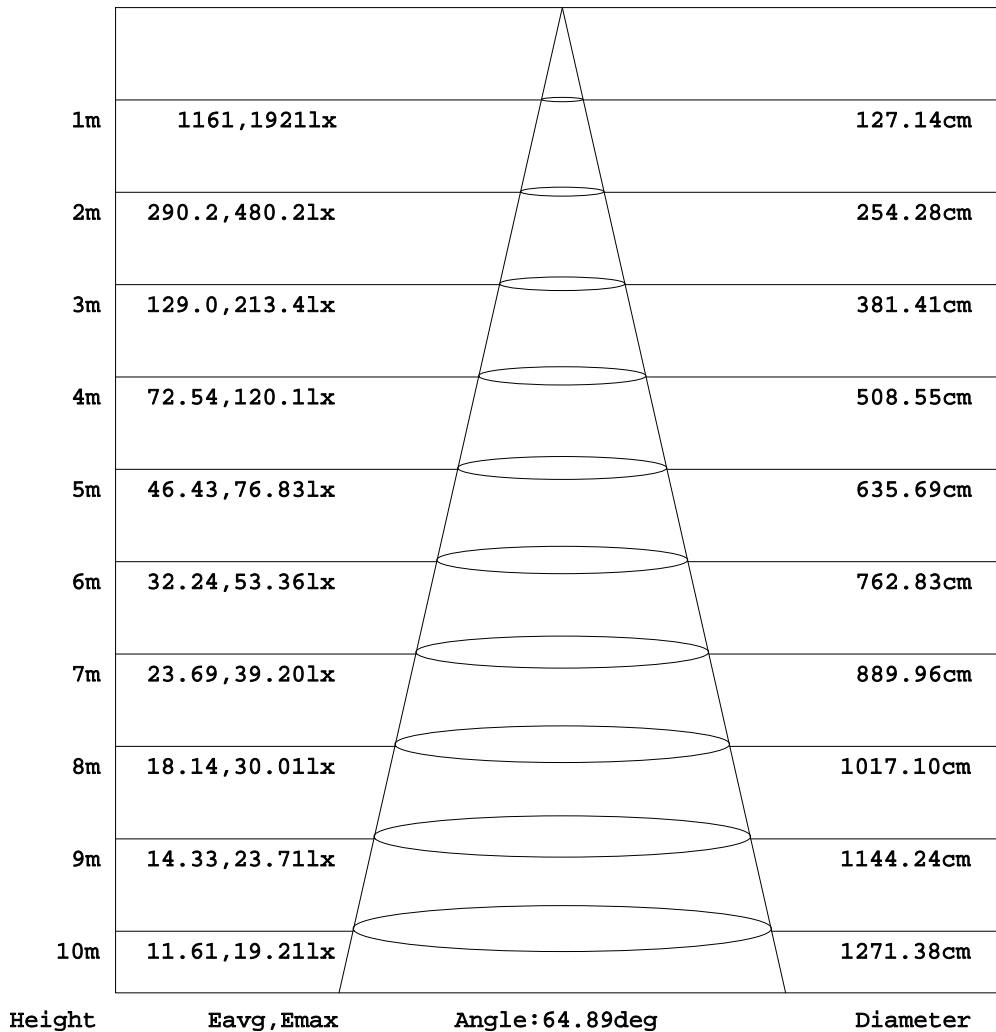 1m 1161,1921lx 127.14cm
2m 290.2,480.2lx 254.28cm
3m 129.0,213.4lx 381.41cm
4m 72.54,120.1lx 508.55cm
5m 46.43,76.83lx 635.69cm
6m 32.24,53.36lx 762.83cm
7m 23.69,39.20lx 889.96cm
8m 18.14,30.01lx 1017.10cm
9m 14.33,23.71lx 1144.24cm
10m 11.61,19.21lx 1271.38cm
Height Eavg,Emax Angle:64.89deg Diameter